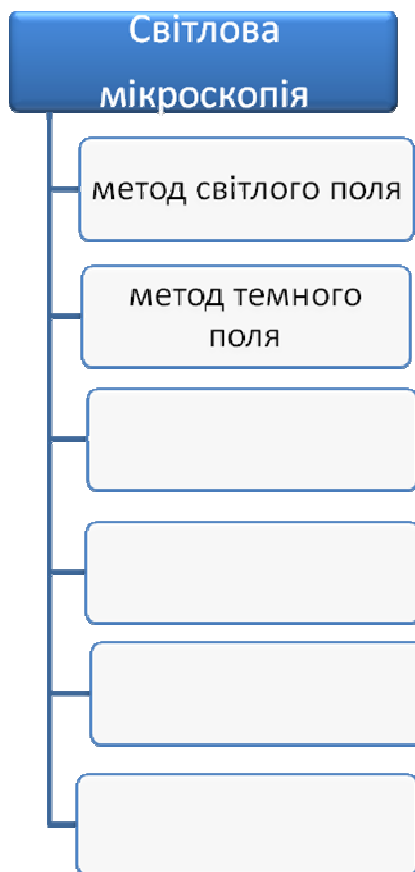 Світлова
мікроскопія
метод світлого поля
метод темного
поля